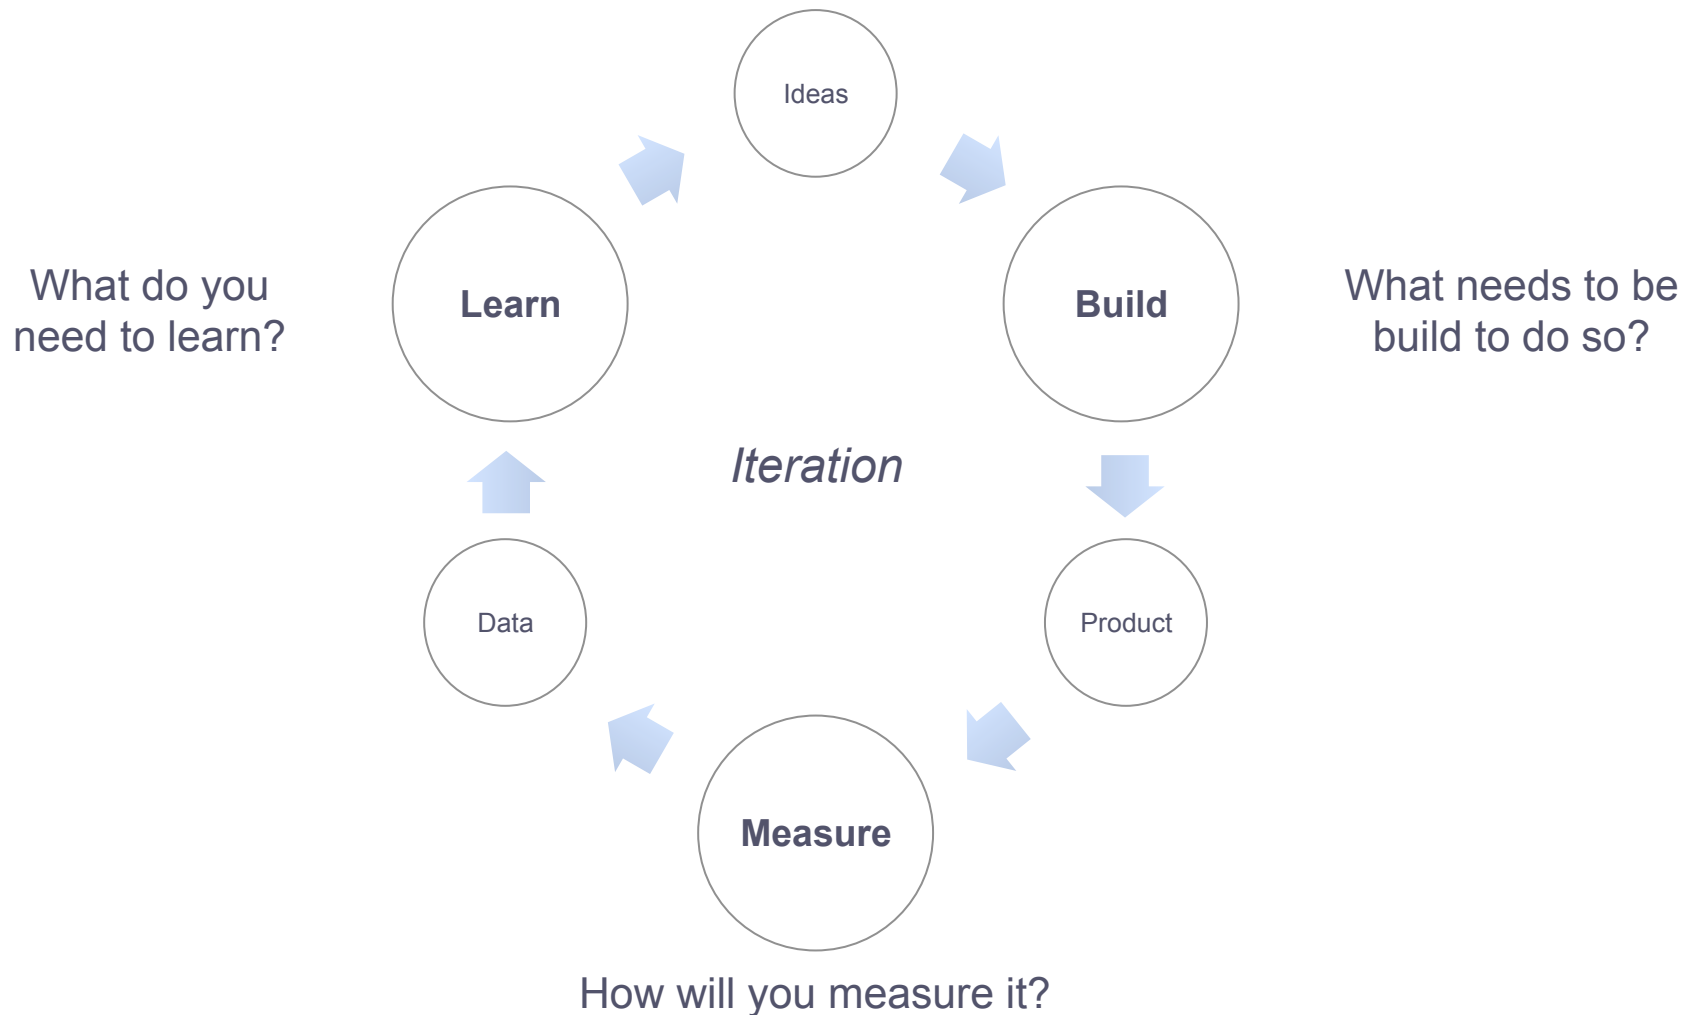 Ideas
Learn
Build
What do you
need to learn?
What needs to be
build to do so?
Iteration
Data
Product
Measure
How will you measure it?